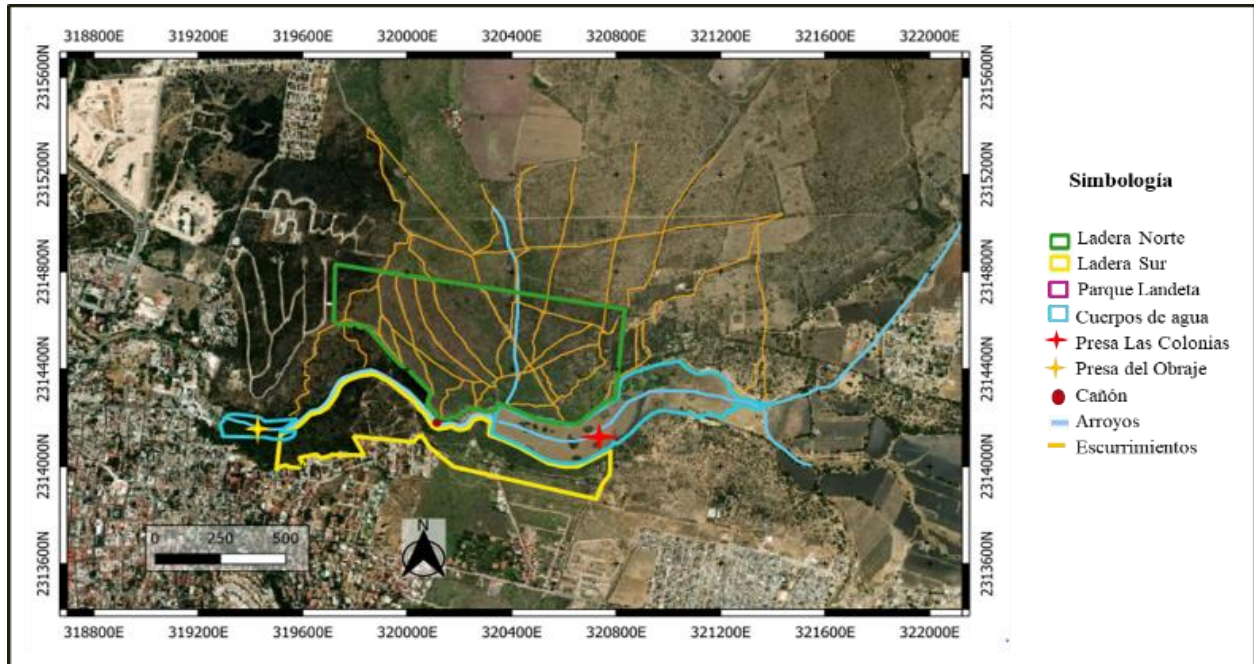 318800E 319200E 319600E 320000E 320400E 320800E 321200E 321600E 322000E
2315600N
2315200N
2314800N
2314400N
2314000N
2313600N
2315600N
2315200N
2314800N
2314400N
2314000N
2313600N
0 250 500
N
318800E 319200E 319600E 320000E 320400E 320800E 321200E 321600E 322000E
Simbología
Ladera Norte
Ladera Sur
Parque Landeta
Cuerpos de agua
Presa Las Colonias
Presa del Obraje
Cañón
Arroyos
Escurrimientos